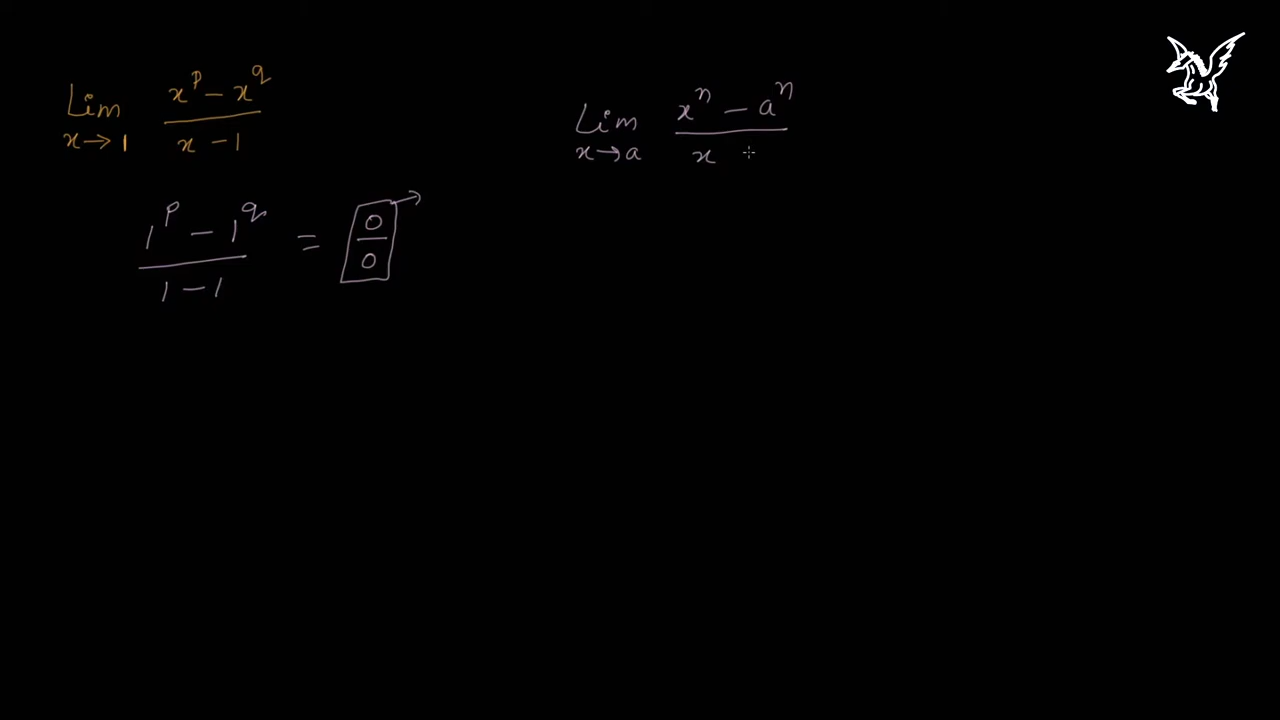 Lim x→1 (x^p − x^q)/(x − 1)
(1^p − 1^q)/(1 − 1) = 0/0 →
Lim x→a (x^n − a^n)/(x